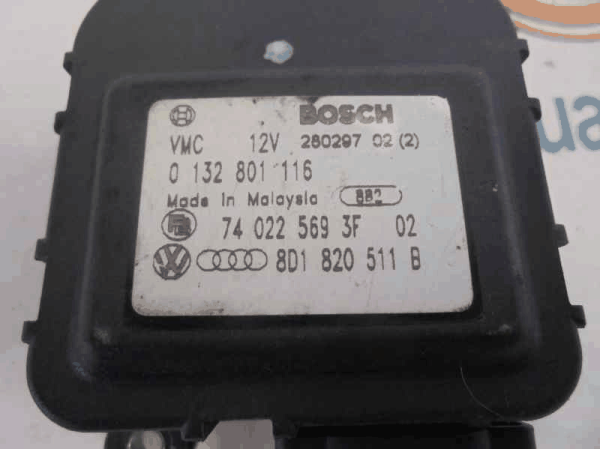 BOSCH
VMC 12V 280297 02 (2)
0 132 801 116
Made in Malaysia 882
74 022 569 3F 02
8D1 820 511 B